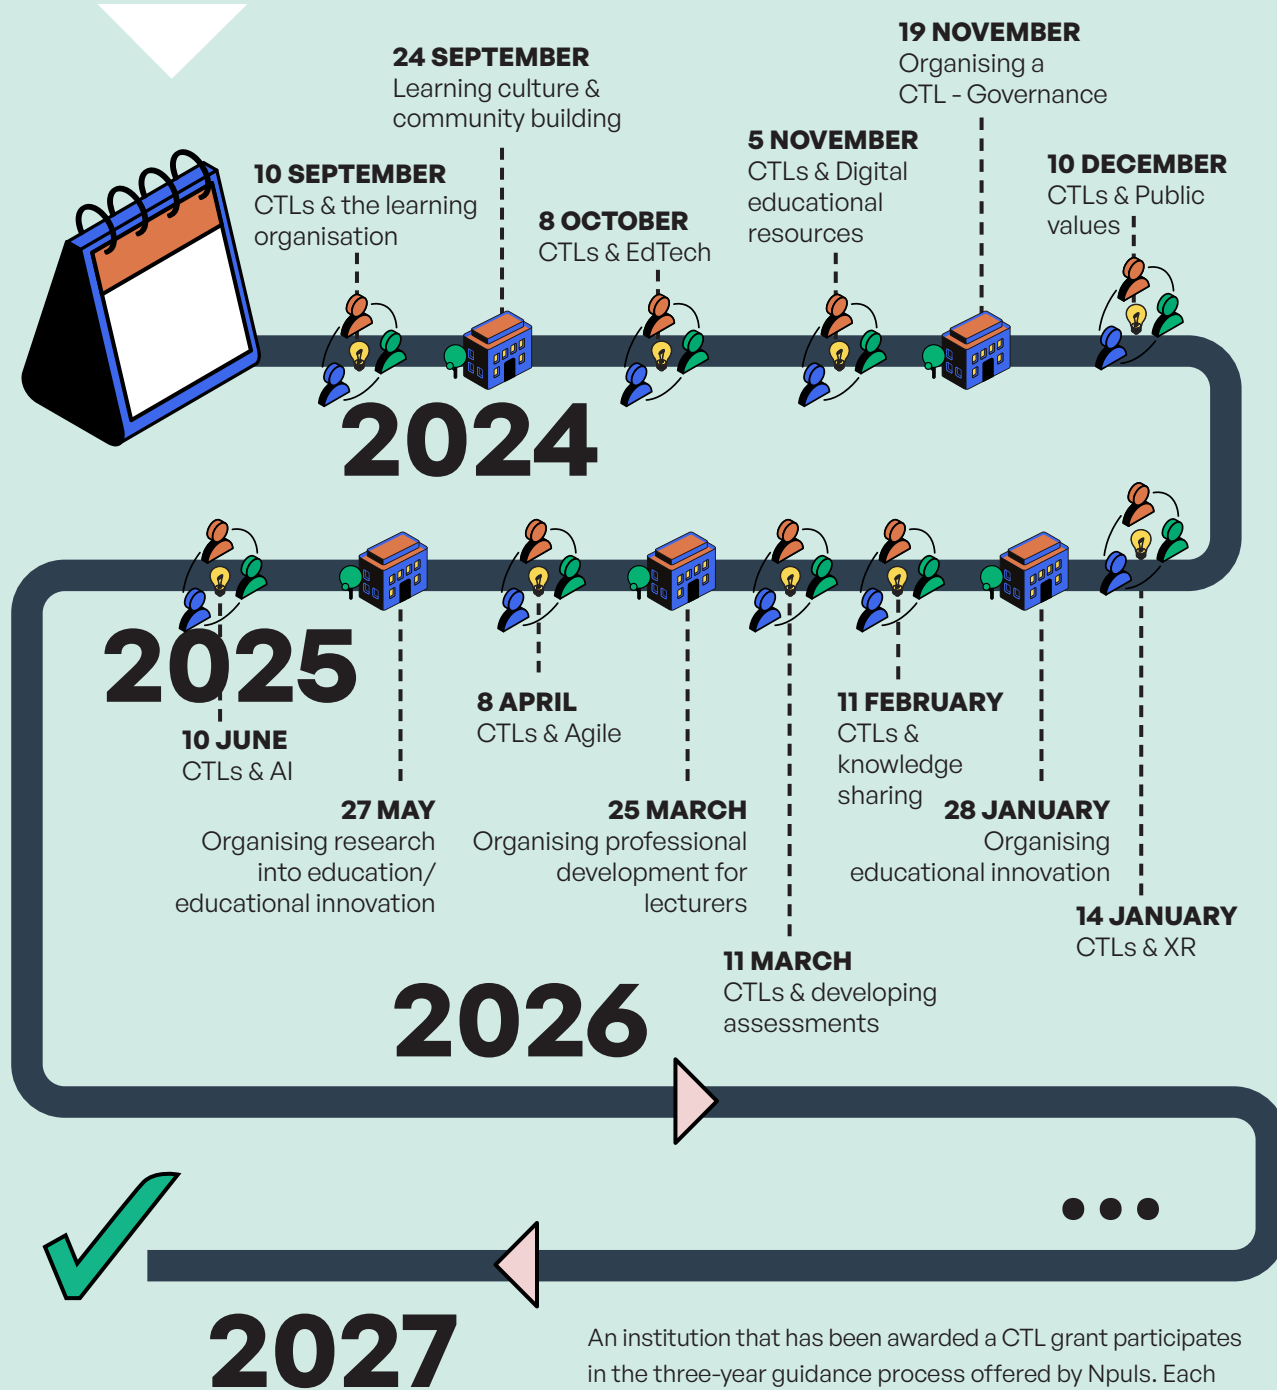 24 SEPTEMBER
Learning culture &
community building
19 NOVEMBER
Organising a
CTL - Governance
10 SEPTEMBER
CTLs & the learning
organisation
8 OCTOBER
CTLs & EdTech
5 NOVEMBER
CTLs & Digital
educational
resources
10 DECEMBER
CTLs & Public
values
2024
2025
10 JUNE
CTLs & AI
27 MAY
Organising research
into education/
educational innovation
8 APRIL
CTLs & Agile
25 MARCH
Organising professional
development for
lecturers
11 MARCH
CTLs & developing
assessments
11 FEBRUARY
CTLs &
knowledge
sharing
28 JANUARY
Organising
educational innovation
14 JANUARY
CTLs & XR
2026
2027
An institution that has been awarded a CTL grant participates
in the three-year guidance process offered by Npuls. Each